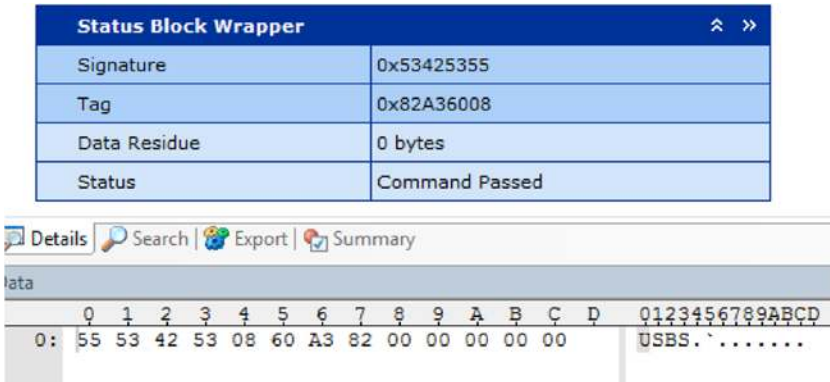 Status Block Wrapper
Signature 0x53425355
Tag 0x82A36008
Data Residue 0 bytes
Status Command Passed
Details Search Export Summary
0 1 2 3 4 5 6 7 8 9 A B C D 0123456789ABCD
0: 55 53 42 53 08 60 A3 82 00 00 00 00 00 USBS.`.......